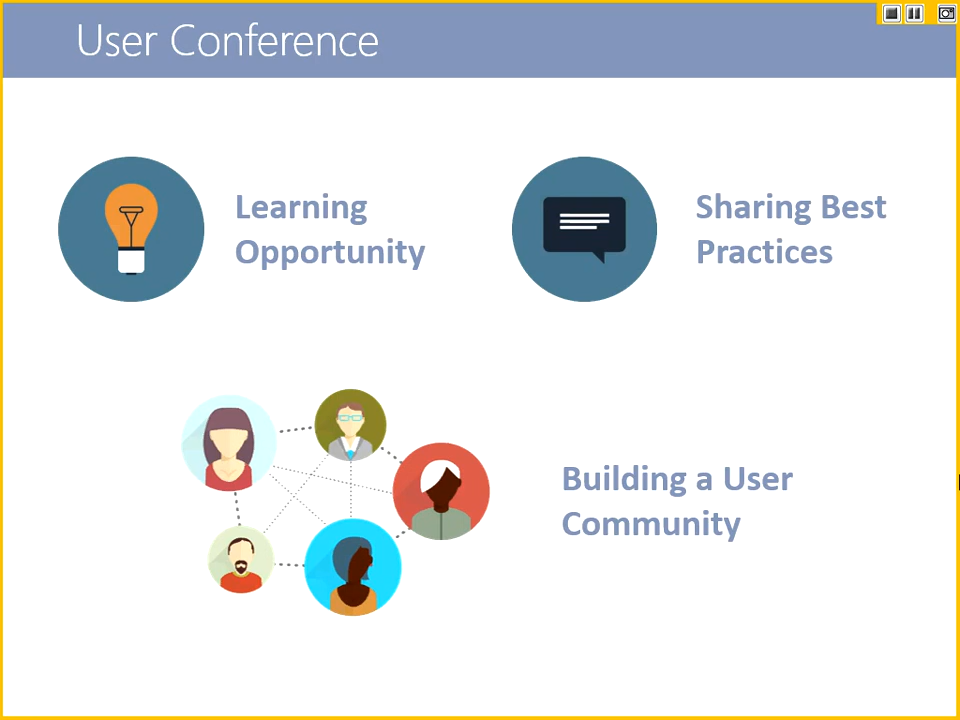 User Conference
Learning
Opportunity
Sharing Best
Practices
Building a User
Community